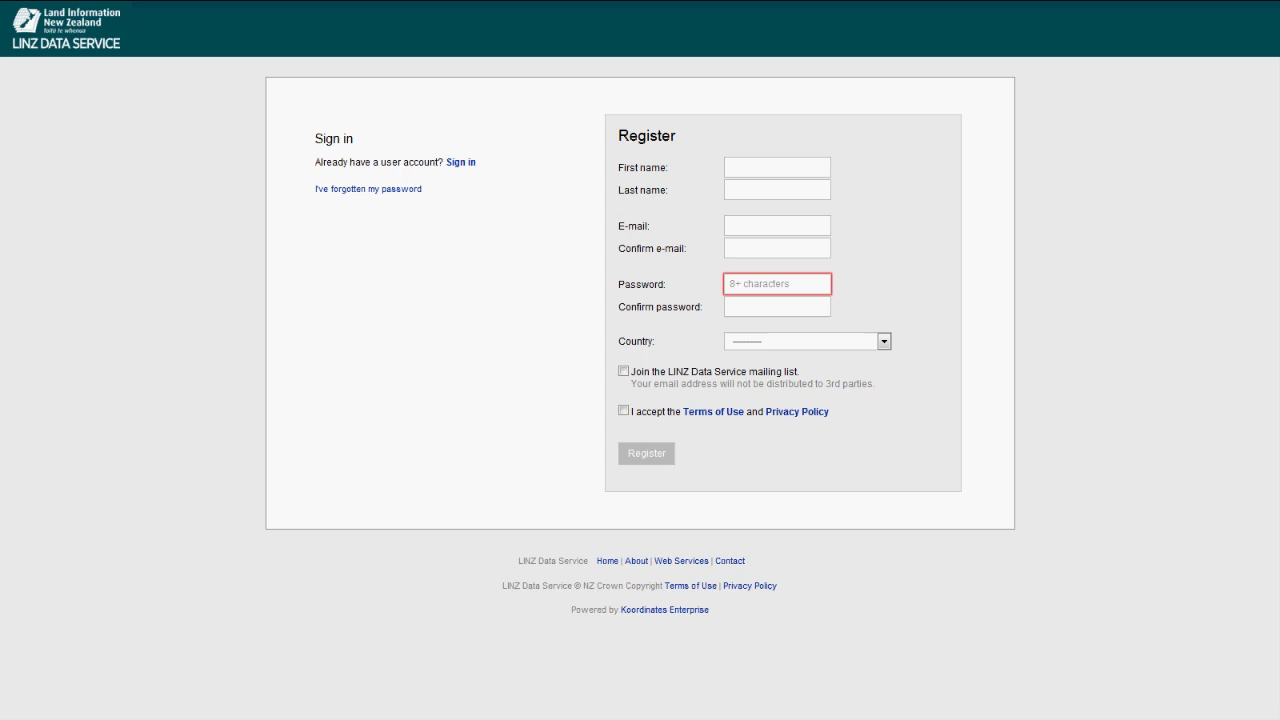 Land Information
New Zealand
Toitū te whenua
LINZ DATA SERVICE
Sign in
Already have a user account? Sign in
I've forgotten my password
Register
First name:
Last name:
E-mail:
Confirm e-mail:
Password: 8+ characters
Confirm password:
Country: ---------
Join the LINZ Data Service mailing list.
Your email address will not be distributed to 3rd parties.
I accept the Terms of Use and Privacy Policy
Register
LINZ Data Service Home | About | Web Services | Contact
LINZ Data Service © NZ Crown Copyright Terms of Use | Privacy Policy
Powered by Koordinates Enterprise